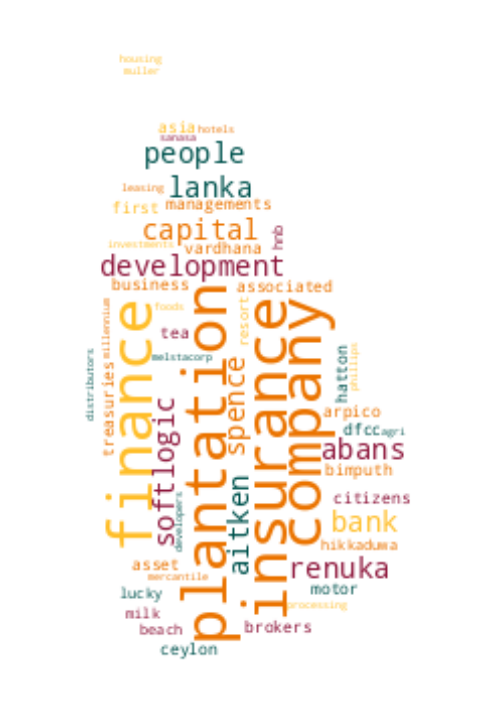 housing
muller
asia
hotels
sanasa
people
leasing
lanka
first
managements
capital
hnb
investments
vardhana
development
business
associated
finance
plantation
insurance
company
foods
millennium
treasuries
distributors
tea
melstacorp
resort
spence
hatton
phillips
softlogic
developers
aitken
arpico
dfcc
agri
abans
bimputh
citizens
bank
hikkaduwa
renuka
asset
mercantile
lucky
motor
processing
milk
beach
brokers
ceylon